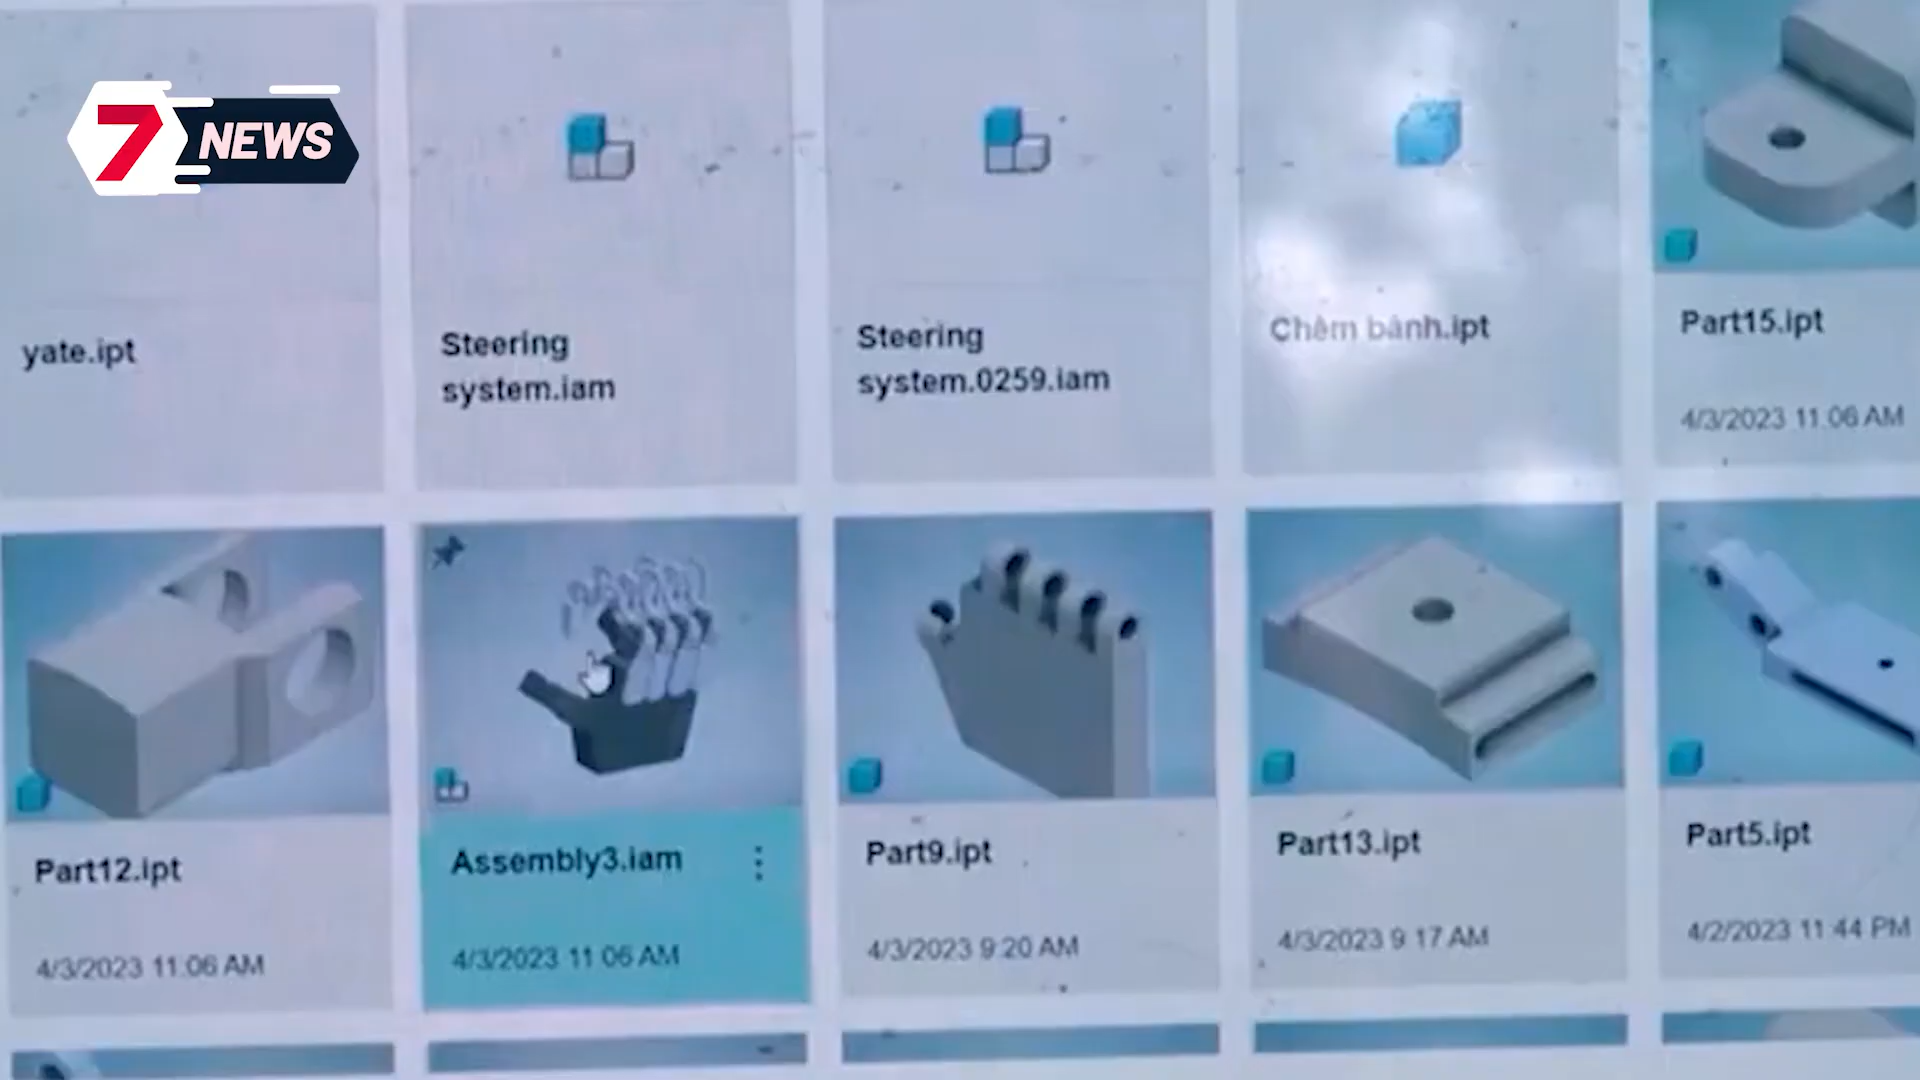 7 NEWS
yate.ipt
Steering
system.iam
Steering
system.0259.iam
Chêm bánh.ipt
Part15.ipt
4/3/2023 11:06 AM
Part12.ipt
4/3/2023 11:06 AM
Assembly3.iam
4/3/2023 11 06 AM
Part9.ipt
4/3/2023 9:20 AM
Part13.ipt
4/3/2023 9 17 AM
Part5.ipt
4/2/2023 11:44 PM